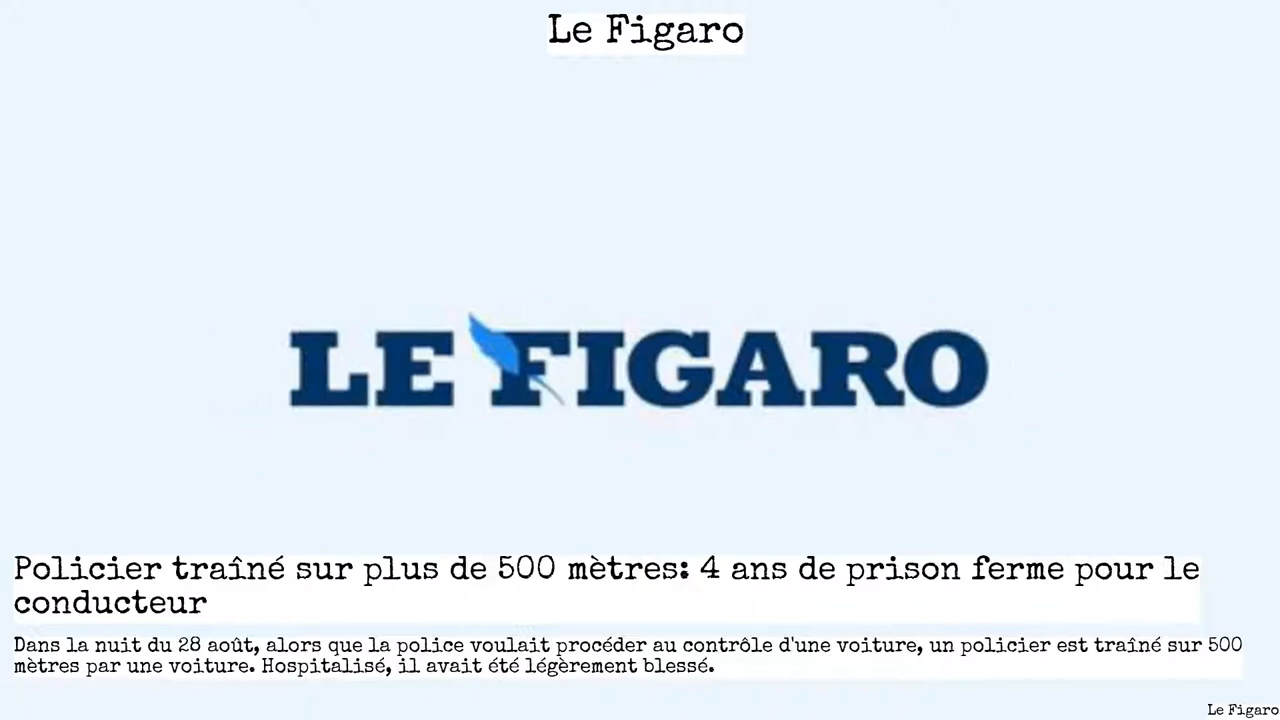 Le Figaro
LE FIGARO
Policier traîné sur plus de 500 mètres: 4 ans de prison ferme pour le
conducteur
Dans la nuit du 28 août, alors que la police voulait procéder au contrôle d'une voiture, un policier est traîné sur 500
mètres par une voiture. Hospitalisé, il avait été légèrement blessé.
Le Figaro